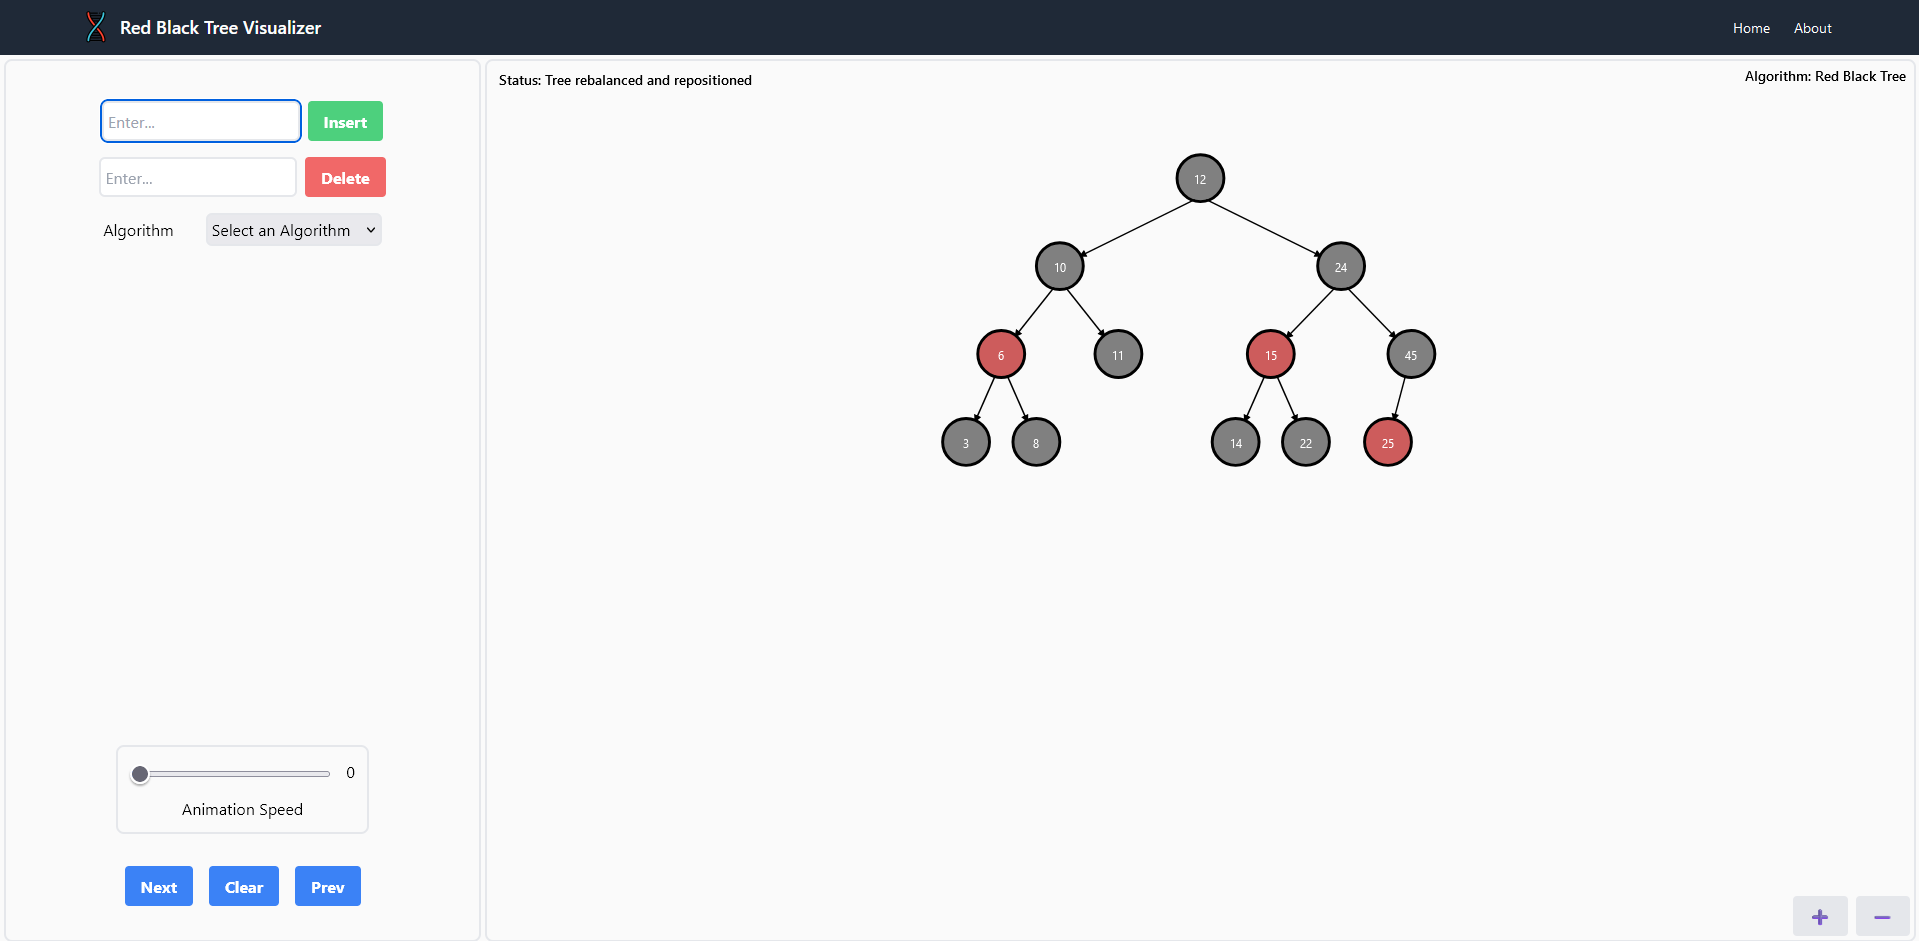 Red Black Tree Visualizer
Home
About
Enter...
Insert
Enter...
Delete
Algorithm
Select an Algorithm
0
Animation Speed
Next
Clear
Prev
Status: Tree rebalanced and repositioned
Algorithm: Red Black Tree
12
10
24
6
11
15
45
3
8
14
22
25
+
−